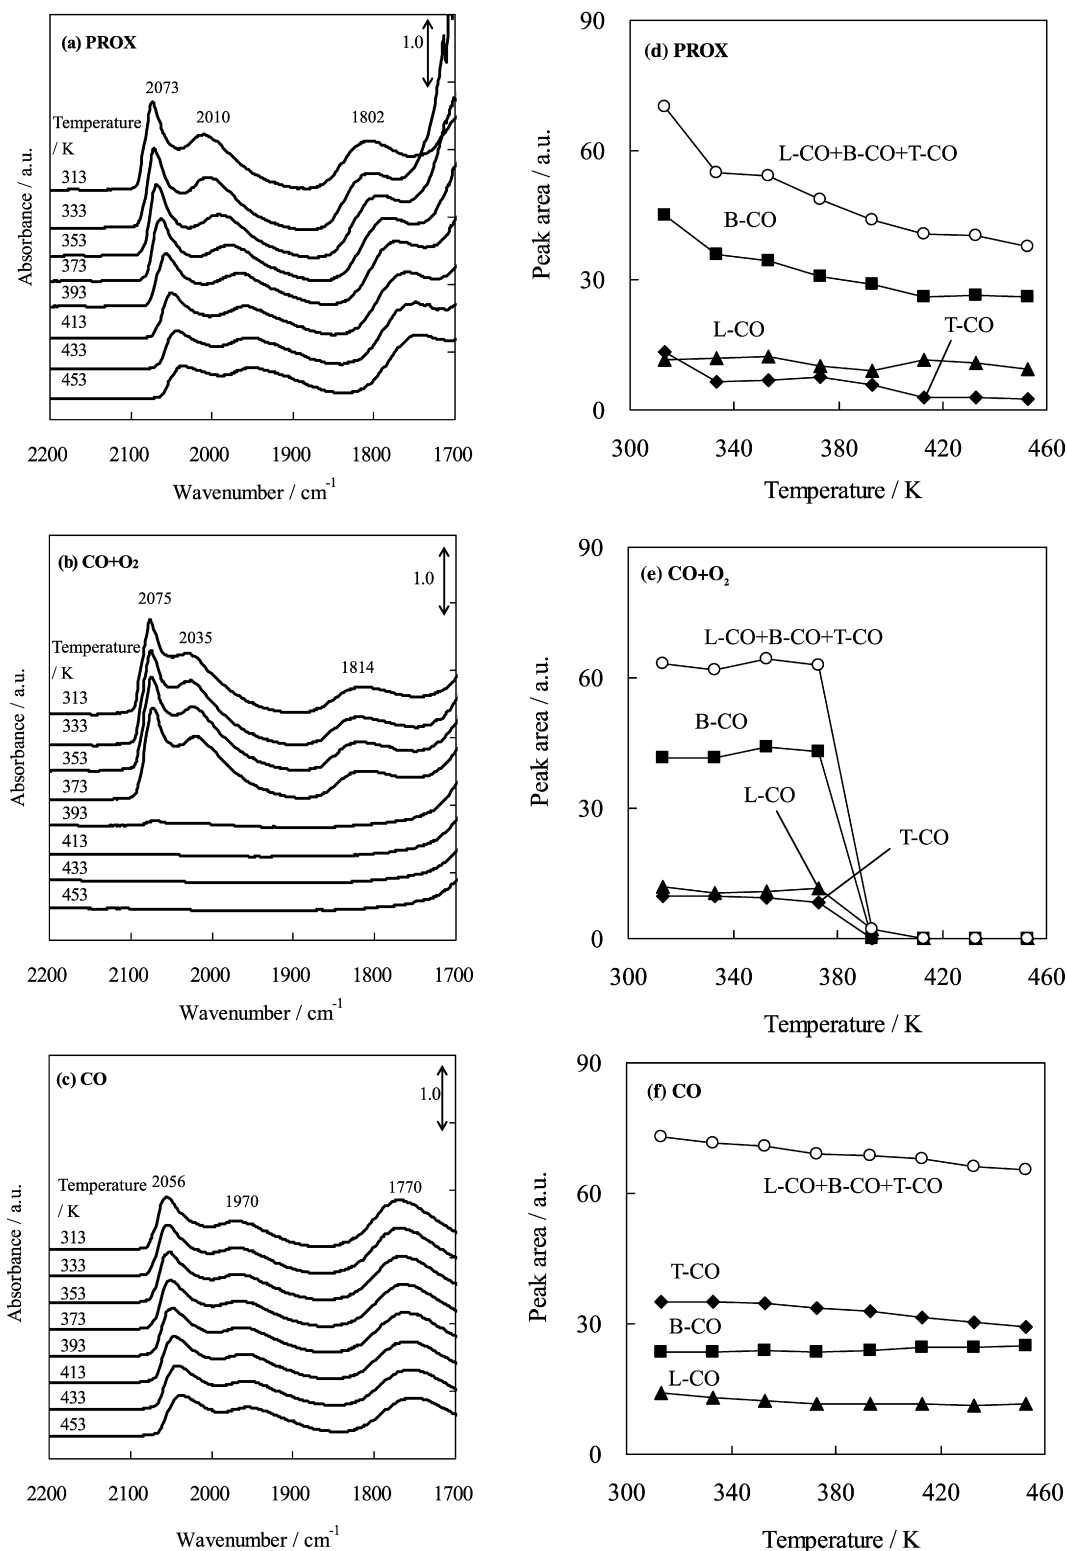 (a) PROX
1.0
2073
2010
1802
Temperature
/ K
313
333
353
373
393
413
433
453
Absorbance / a.u.
2200 2100 2000 1900 1800 1700
Wavenumber / cm-1
(d) PROX
90
60
30
0
Peak area / a.u.
L-CO+B-CO+T-CO
B-CO
L-CO
T-CO
300 340 380 420 460
Temperature / K
(b) CO+O2
1.0
2075
2035
1814
Temperature
/ K
313
333
353
373
393
413
433
453
Absorbance / a.u.
2200 2100 2000 1900 1800 1700
Wavenumber / cm-1
(e) CO+O2
90
60
30
0
Peak area / a.u.
L-CO+B-CO+T-CO
B-CO
L-CO
T-CO
300 340 380 420 460
Temperature / K
(c) CO
1.0
2056
1970
1770
Temperature
/ K
313
333
353
373
393
413
433
453
Absorbance / a.u.
2200 2100 2000 1900 1800 1700
Wavenumber / cm-1
(f) CO
90
60
30
0
Peak area / a.u.
L-CO+B-CO+T-CO
T-CO
B-CO
L-CO
300 340 380 420 460
Temperature / K